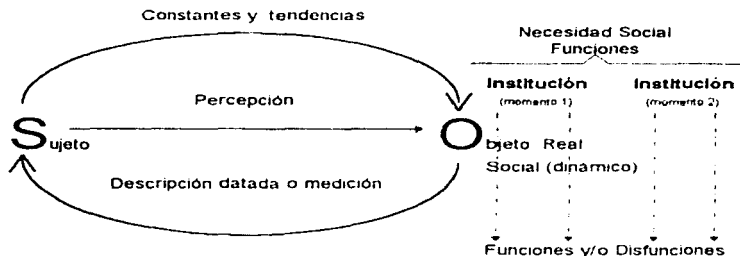 Constantes y tendencias
Necesidad Social
Funciones
Institución Institución
(momento 1) (momento 2)
Percepción
Sujeto
Objeto Real
Social (dinámico)
Descripción datada o medición
Funciones y/o Disfunciones